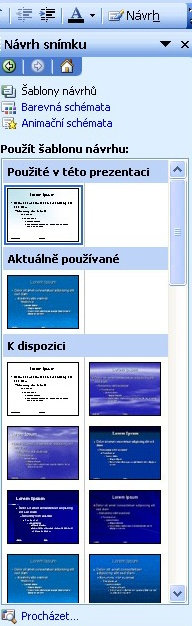 A Návrh
Návrh snímku
Šablony návrhů
Barevná schémata
Animační schémata
Použít šablonu návrhu:
Použité v této prezentaci
Aktuálně používané
K dispozici
Procházet...